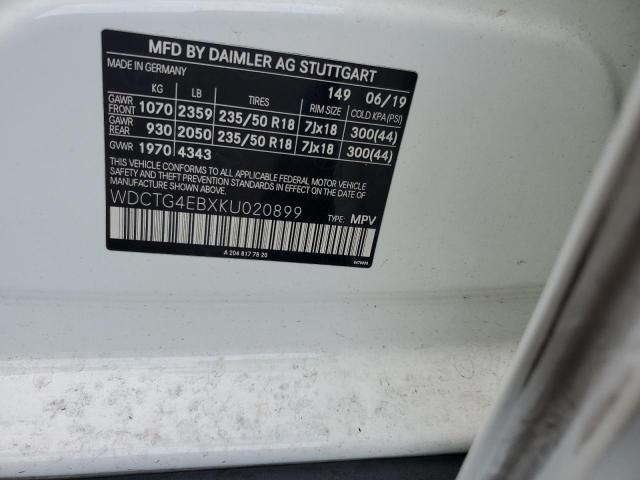 MFD BY DAIMLER AG STUTTGART
MADE IN GERMANY 149 06/19
KG LB TIRES RIM SIZE COLD KPA (PSI)
GAWR FRONT 1070 2359 235/50 R18 7Jx18 300(44)
GAWR REAR 930 2050 235/50 R18 7Jx18 300(44)
GVWR 1970 4343
THIS VEHICLE CONFORMS TO ALL APPLICABLE FEDERAL MOTOR VEHICLE
SAFETY AND THEFT PREVENTION STANDARDS IN EFFECT ON THE DATE OF
MANUFACTURE SHOWN ABOVE.
WDCTG4EBXKU020899
TYPE: MPV
A 204 817 78 20